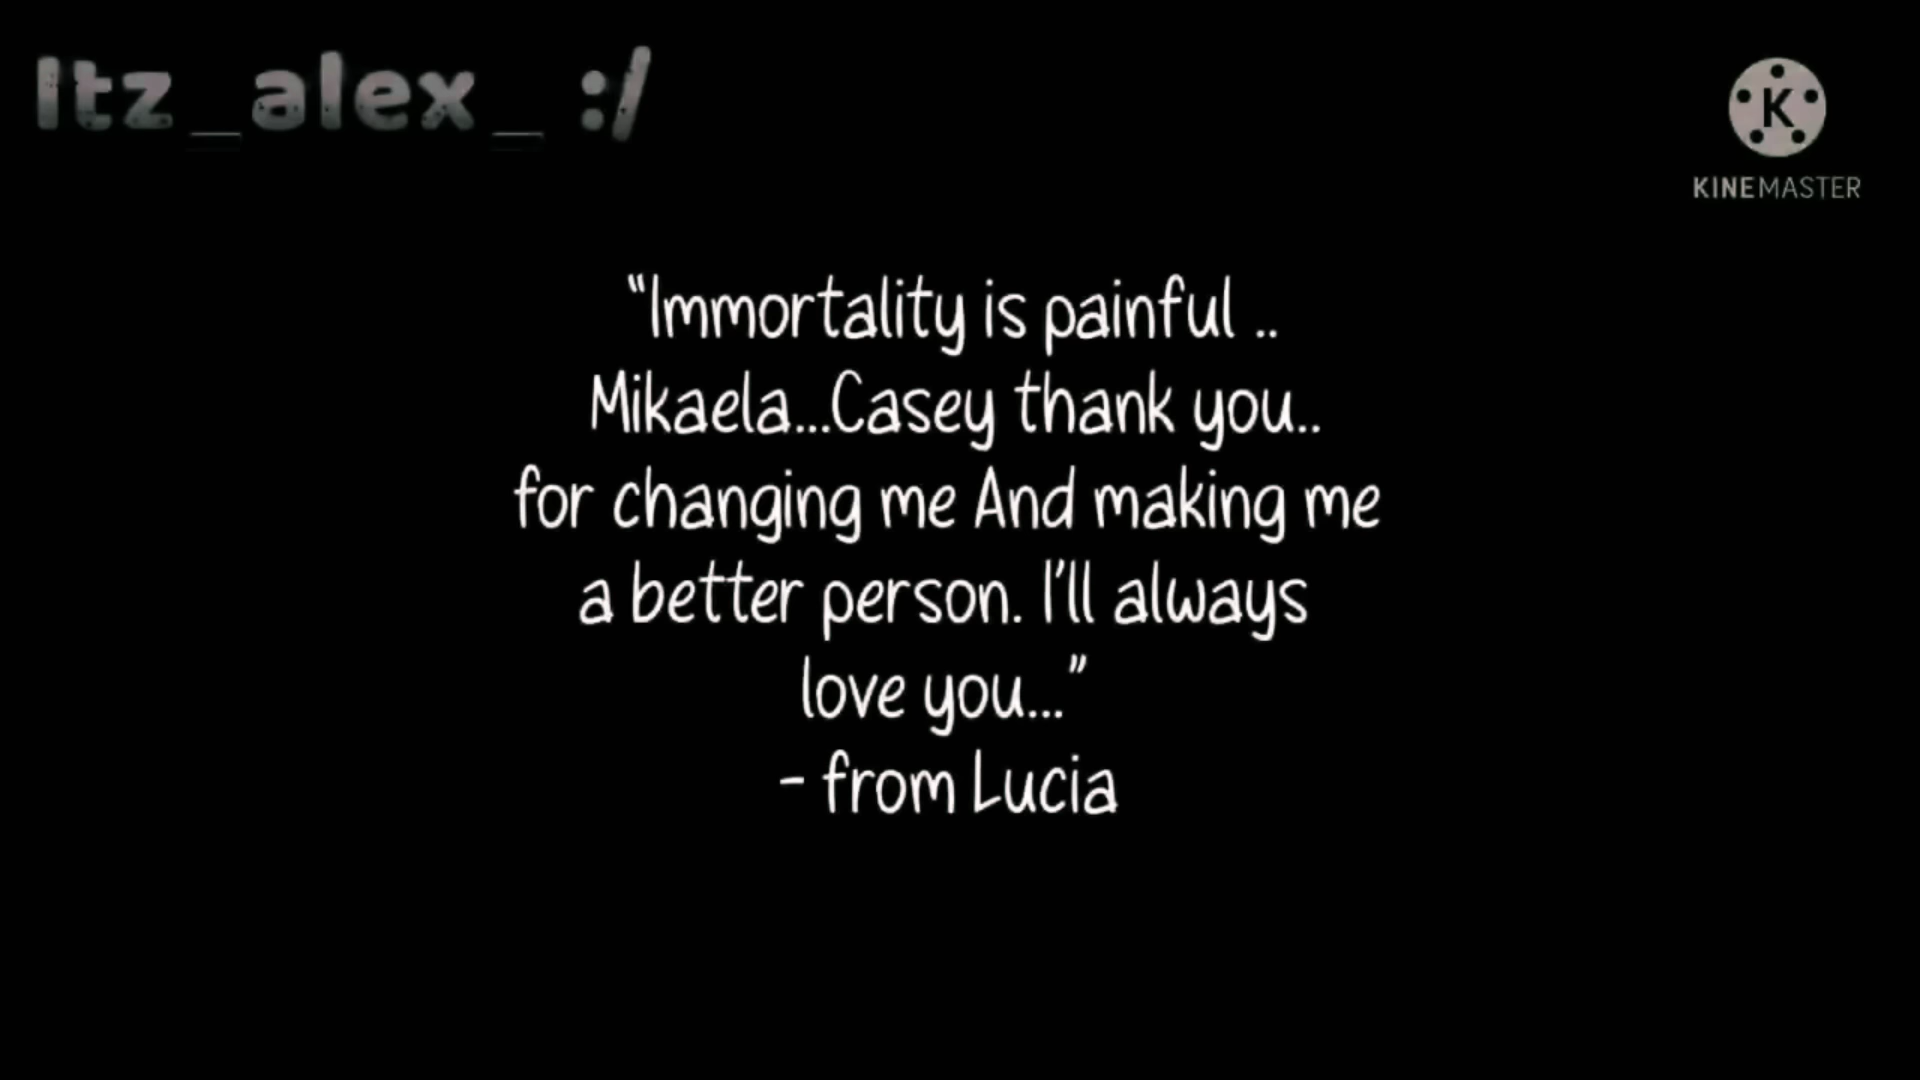 Itz_alex_ :/
K
KINEMASTER
"Immortality is painful ..
Mikaela...Casey thank you..
for changing me And making me
a better person. I'll always
love you..."
- from Lucia